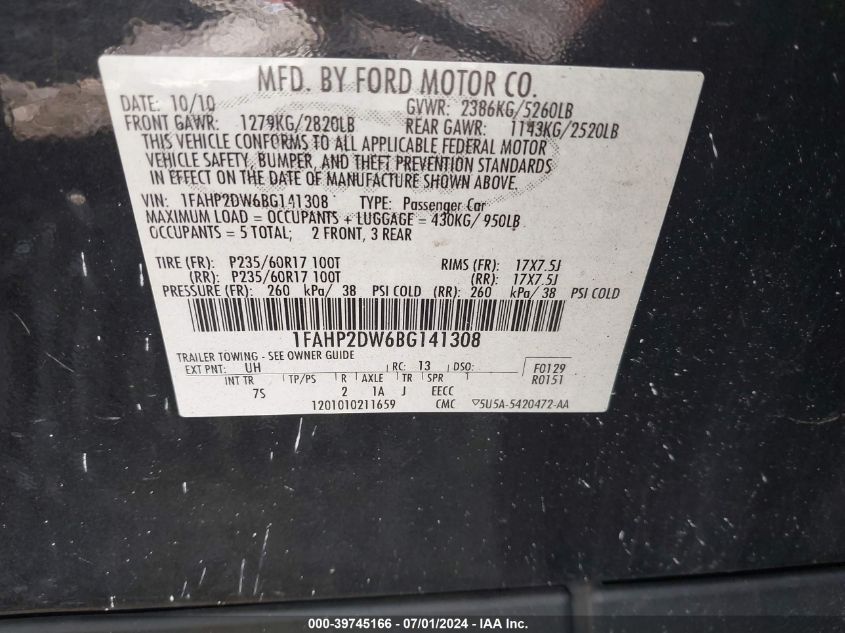 MFD. BY FORD MOTOR CO.
DATE: 10/10 GVWR: 2386KG/5260LB
FRONT GAWR: 1279KG/2820LB REAR GAWR: 1143KG/2520LB
THIS VEHICLE CONFORMS TO ALL APPLICABLE FEDERAL MOTOR
VEHICLE SAFETY, BUMPER, AND THEFT PREVENTION STANDARDS
IN EFFECT ON THE DATE OF MANUFACTURE SHOWN ABOVE.
VIN: 1FAHP2DW6BG141308 TYPE: Passenger Car
MAXIMUM LOAD = OCCUPANTS + LUGGAGE = 430KG/ 950LB
OCCUPANTS = 5 TOTAL; 2 FRONT, 3 REAR
TIRE (FR): P235/60R17 100T RIMS (FR): 17X7.5J
(RR): P235/60R17 100T (RR): 17X7.5J
PRESSURE (FR): 260 kPa/ 38 PSI COLD (RR): 260 kPa/ 38 PSI COLD
1FAHP2DW6BG141308
TRAILER TOWING - SEE OWNER GUIDE
EXT PNT: UH RC: 13 DSO: F0129
INT TR TP/PS R AXLE TR SPR R0151
7S 2 1A J EECC
1201010211659 CMC ▽5U5A-5420472-AA
000-39745166 - 07/01/2024 - IAA Inc.